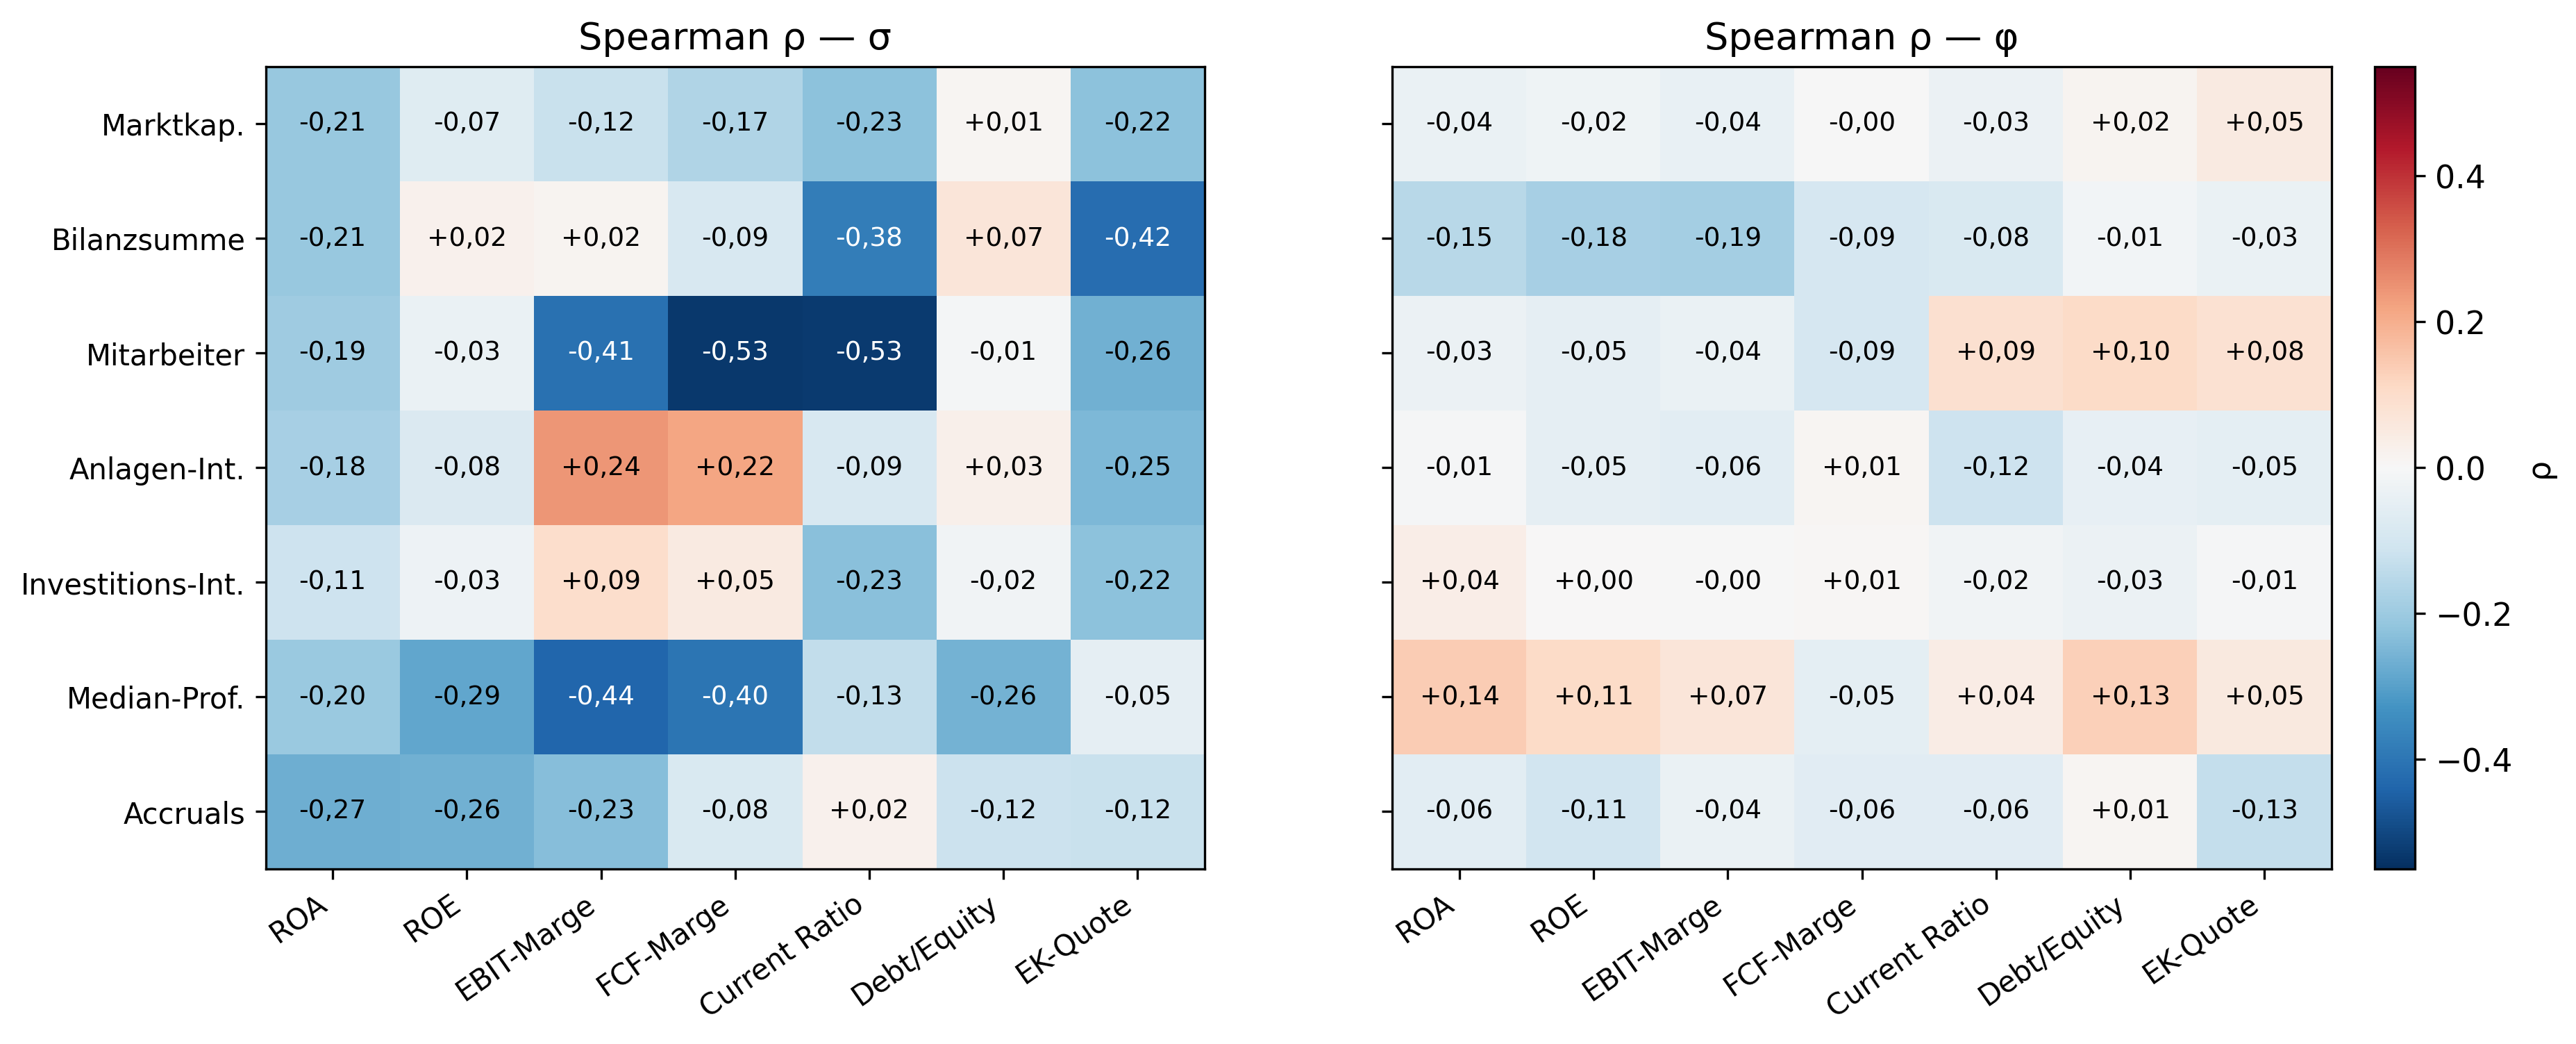 Spearman ρ — σ
Spearman ρ — φ
Marktkap. -0,21 -0,07 -0,12 -0,17 -0,23 +0,01 -0,22
-0,04 -0,02 -0,04 -0,00 -0,03 +0,02 +0,05
Bilanzsumme -0,21 +0,02 +0,02 -0,09 -0,38 +0,07 -0,42
-0,15 -0,18 -0,19 -0,09 -0,08 -0,01 -0,03
Mitarbeiter -0,19 -0,03 -0,41 -0,53 -0,53 -0,01 -0,26
-0,03 -0,05 -0,04 -0,09 +0,09 +0,10 +0,08
Anlagen-Int. -0,18 -0,08 +0,24 +0,22 -0,09 +0,03 -0,25
-0,01 -0,05 -0,06 +0,01 -0,12 -0,04 -0,05
Investitions-Int. -0,11 -0,03 +0,09 +0,05 -0,23 -0,02 -0,22
+0,04 +0,00 -0,00 +0,01 -0,02 -0,03 -0,01
Median-Prof. -0,20 -0,29 -0,44 -0,40 -0,13 -0,26 -0,05
+0,14 +0,11 +0,07 -0,05 +0,04 +0,13 +0,05
Accruals -0,27 -0,26 -0,23 -0,08 +0,02 -0,12 -0,12
-0,06 -0,11 -0,04 -0,06 -0,06 +0,01 -0,13
ROA ROE EBIT-Marge FCF-Marge Current Ratio Debt/Equity EK-Quote
ROA ROE EBIT-Marge FCF-Marge Current Ratio Debt/Equity EK-Quote
0.4
0.2
0.0
−0.2
−0.4
ρ